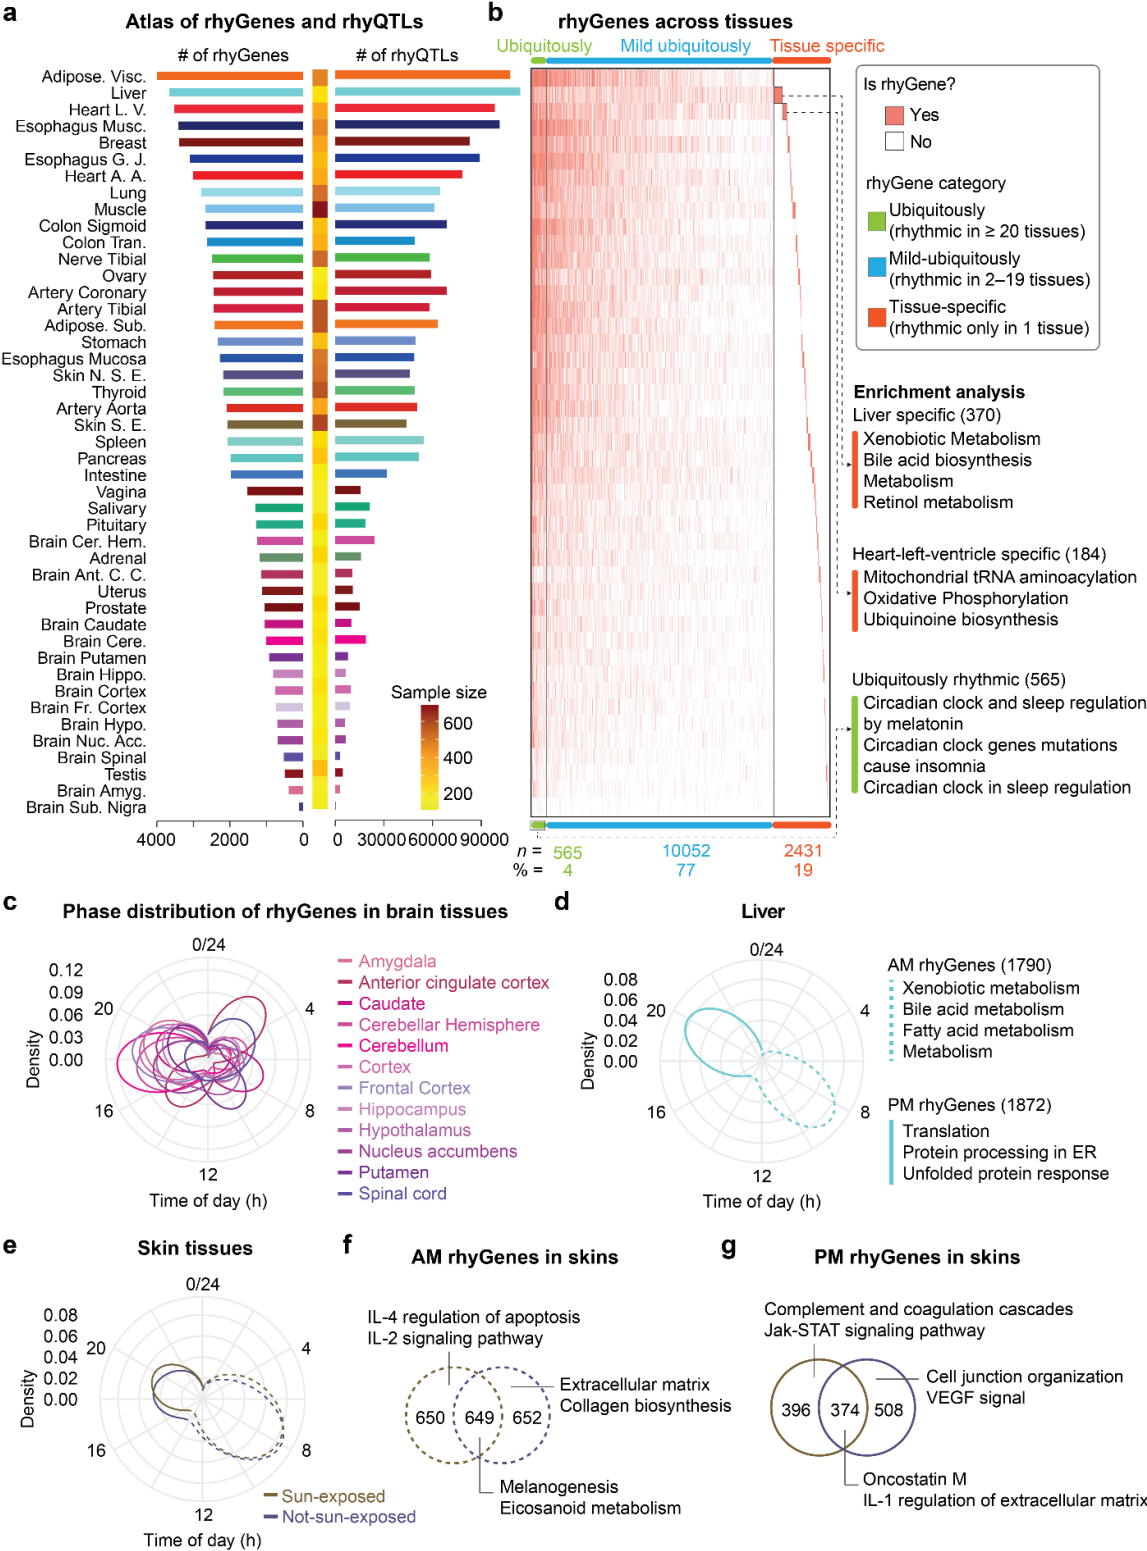 a
Atlas of rhyGenes and rhyQTLs
# of rhyGenes
# of rhyQTLs
Adipose. Visc.
Liver
Heart L. V.
Esophagus Musc.
Breast
Esophagus G. J.
Heart A. A.
Lung
Muscle
Colon Sigmoid
Colon Tran.
Nerve Tibial
Ovary
Artery Coronary
Artery Tibial
Adipose. Sub.
Stomach
Esophagus Mucosa
Skin N. S. E.
Thyroid
Artery Aorta
Skin S. E.
Spleen
Pancreas
Intestine
Vagina
Salivary
Pituitary
Brain Cer. Hem.
Adrenal
Brain Ant. C. C.
Uterus
Prostate
Brain Caudate
Brain Cere.
Brain Putamen
Brain Hippo.
Brain Cortex
Brain Fr. Cortex
Brain Hypo.
Brain Nuc. Acc.
Brain Spinal
Testis
Brain Amyg.
Brain Sub. Nigra
Sample size
600
400
200
4000 2000 0
0 30000 60000 90000
b
rhyGenes across tissues
Ubiquitously Mild ubiquitously Tissue specific
Is rhyGene?
Yes
No
rhyGene category
Ubiquitously
(rhythmic in ≥ 20 tissues)
Mild-ubiquitously
(rhythmic in 2–19 tissues)
Tissue-specific
(rhythmic only in 1 tissue)
Enrichment analysis
Liver specific (370)
Xenobiotic Metabolism
Bile acid biosynthesis
Metabolism
Retinol metabolism
Heart-left-ventricle specific (184)
Mitochondrial tRNA aminoacylation
Oxidative Phosphorylation
Ubiquinoine biosynthesis
Ubiquitously rhythmic (565)
Circadian clock and sleep regulation
by melatonin
Circadian clock genes mutations
cause insomnia
Circadian clock in sleep regulation
n = 565 10052 2431
% = 4 77 19
c
Phase distribution of rhyGenes in brain tissues
0/24
4
8
12
16
20
0.12
0.09
0.06
0.03
0.00
Density
Time of day (h)
Amygdala
Anterior cingulate cortex
Caudate
Cerebellar Hemisphere
Cerebellum
Cortex
Frontal Cortex
Hippocampus
Hypothalamus
Nucleus accumbens
Putamen
Spinal cord
d
Liver
0/24
4
8
12
16
20
0.08
0.06
0.04
0.02
0.00
Density
Time of day (h)
AM rhyGenes (1790)
Xenobiotic metabolism
Bile acid metabolism
Fatty acid metabolism
Metabolism
PM rhyGenes (1872)
Translation
Protein processing in ER
Unfolded protein response
e
Skin tissues
0/24
4
8
12
16
20
0.08
0.06
0.04
0.02
0.00
Density
Time of day (h)
Sun-exposed
Not-sun-exposed
f
AM rhyGenes in skins
IL-4 regulation of apoptosis
IL-2 signaling pathway
Extracellular matrix
Collagen biosynthesis
650 649 652
Melanogenesis
Eicosanoid metabolism
g
PM rhyGenes in skins
Complement and coagulation cascades
Jak-STAT signaling pathway
Cell junction organization
VEGF signal
396 374 508
Oncostatin M
IL-1 regulation of extracellular matrix